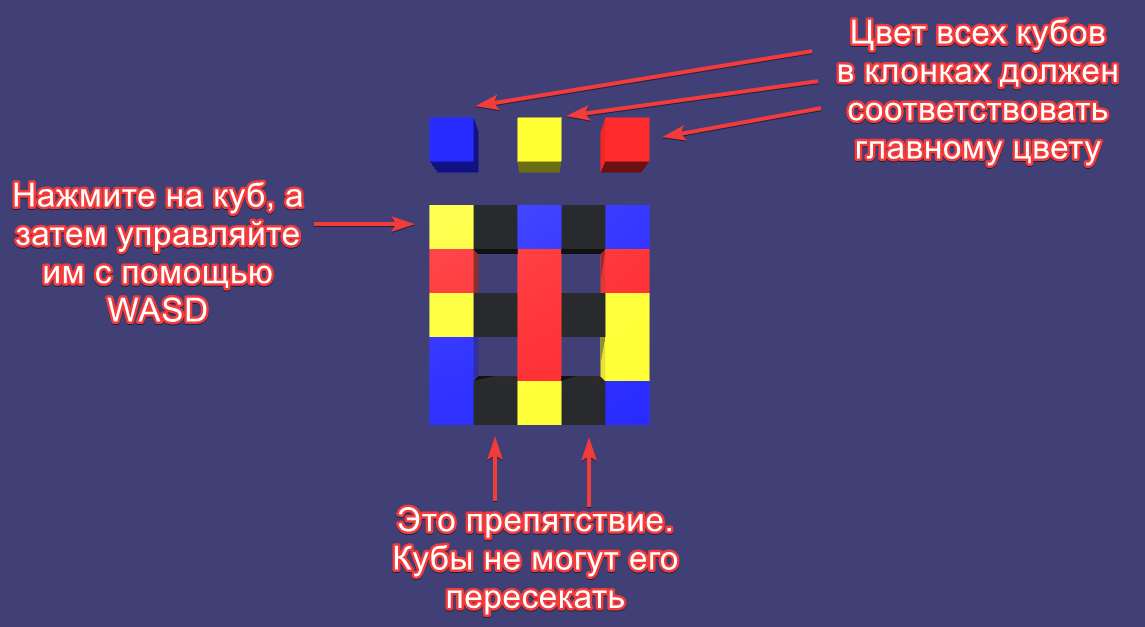 Цвет всех кубов
в клонках должен
соответствовать
главному цвету
Нажмите на куб, а
затем управляйте
им с помощью
WASD
Это препятствие.
Кубы не могут его
пересекать